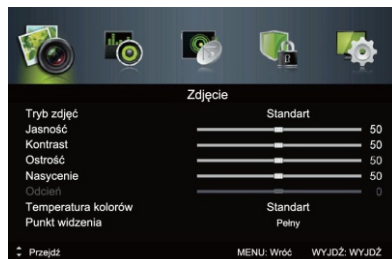 Zdjęcie
Tryb zdjęć Standart
Jasność 50
Kontrast 50
Ostrość 50
Nasycenie 50
Odcień 0
Temperatura kolorów Standart
Punkt widzenia Pełny
Przejdź MENU: Wróć WYJDŹ: WYJDŹ